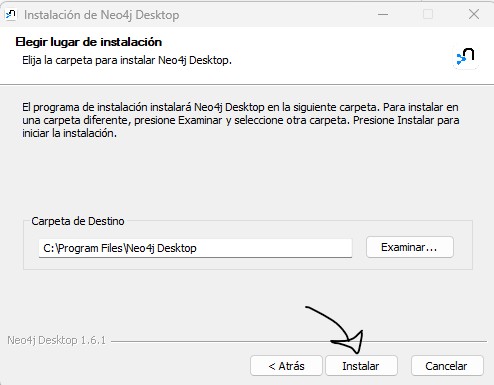 Instalación de Neo4j Desktop
Elegir lugar de instalación
Elija la carpeta para instalar Neo4j Desktop.
El programa de instalación instalará Neo4j Desktop en la siguiente carpeta. Para instalar en
una carpeta diferente, presione Examinar y seleccione otra carpeta. Presione Instalar para
iniciar la instalación.
Carpeta de Destino
C:\Program Files\Neo4j Desktop
Examinar...
Neo4j Desktop 1.6.1
< Atrás
Instalar
Cancelar